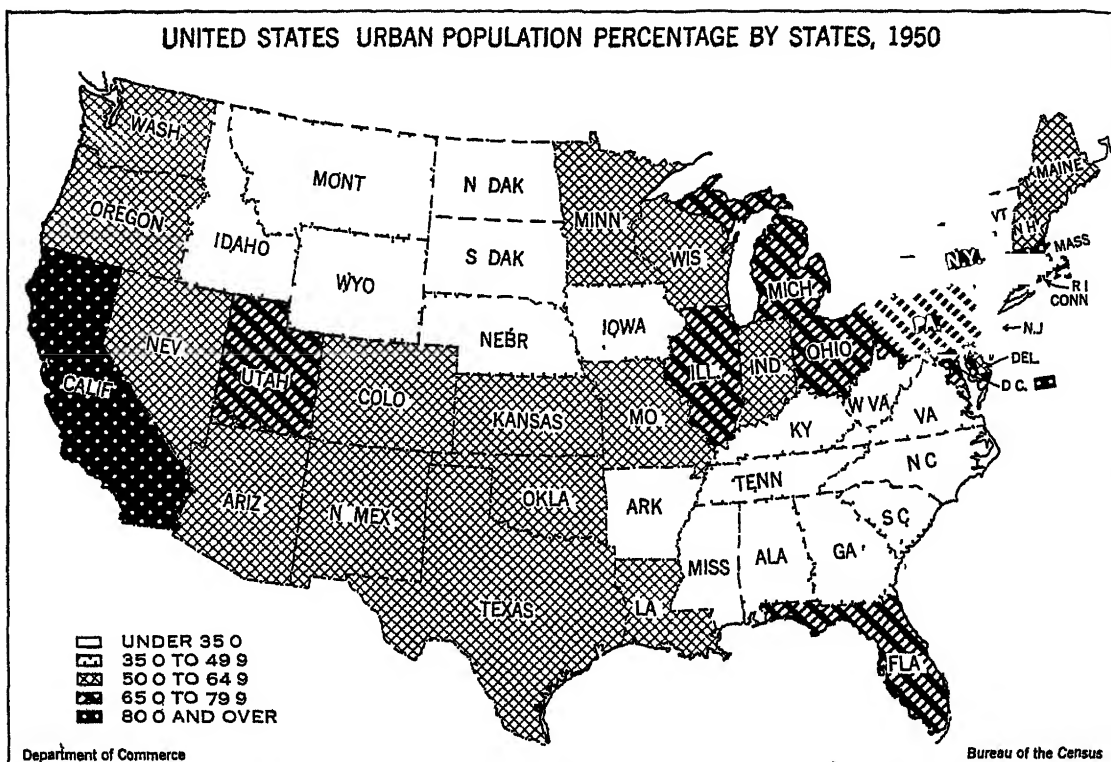 UNITED STATES URBAN POPULATION PERCENTAGE BY STATES, 1950
WASH
MONT
N DAK
MINN
MAINE
VT
N H
OREGON
IDAHO
S DAK
WIS
MASS
N.Y.
WYO
MICH
R I
CONN
IOWA
NEBR
PA
N.J
NEV
UTAH
ILL
IND
OHIO
DEL.
CALIF
COLO
D C.
KANSAS
MO
W VA
VA
KY
N C
TENN
ARIZ
N MEX
OKLA
ARK
S C
MISS
ALA
GA
TEXAS
LA
FLA
UNDER 35 0
35 0 TO 49 9
50 0 TO 64 9
65 0 TO 79 9
80 0 AND OVER
Department of Commerce
Bureau of the Census